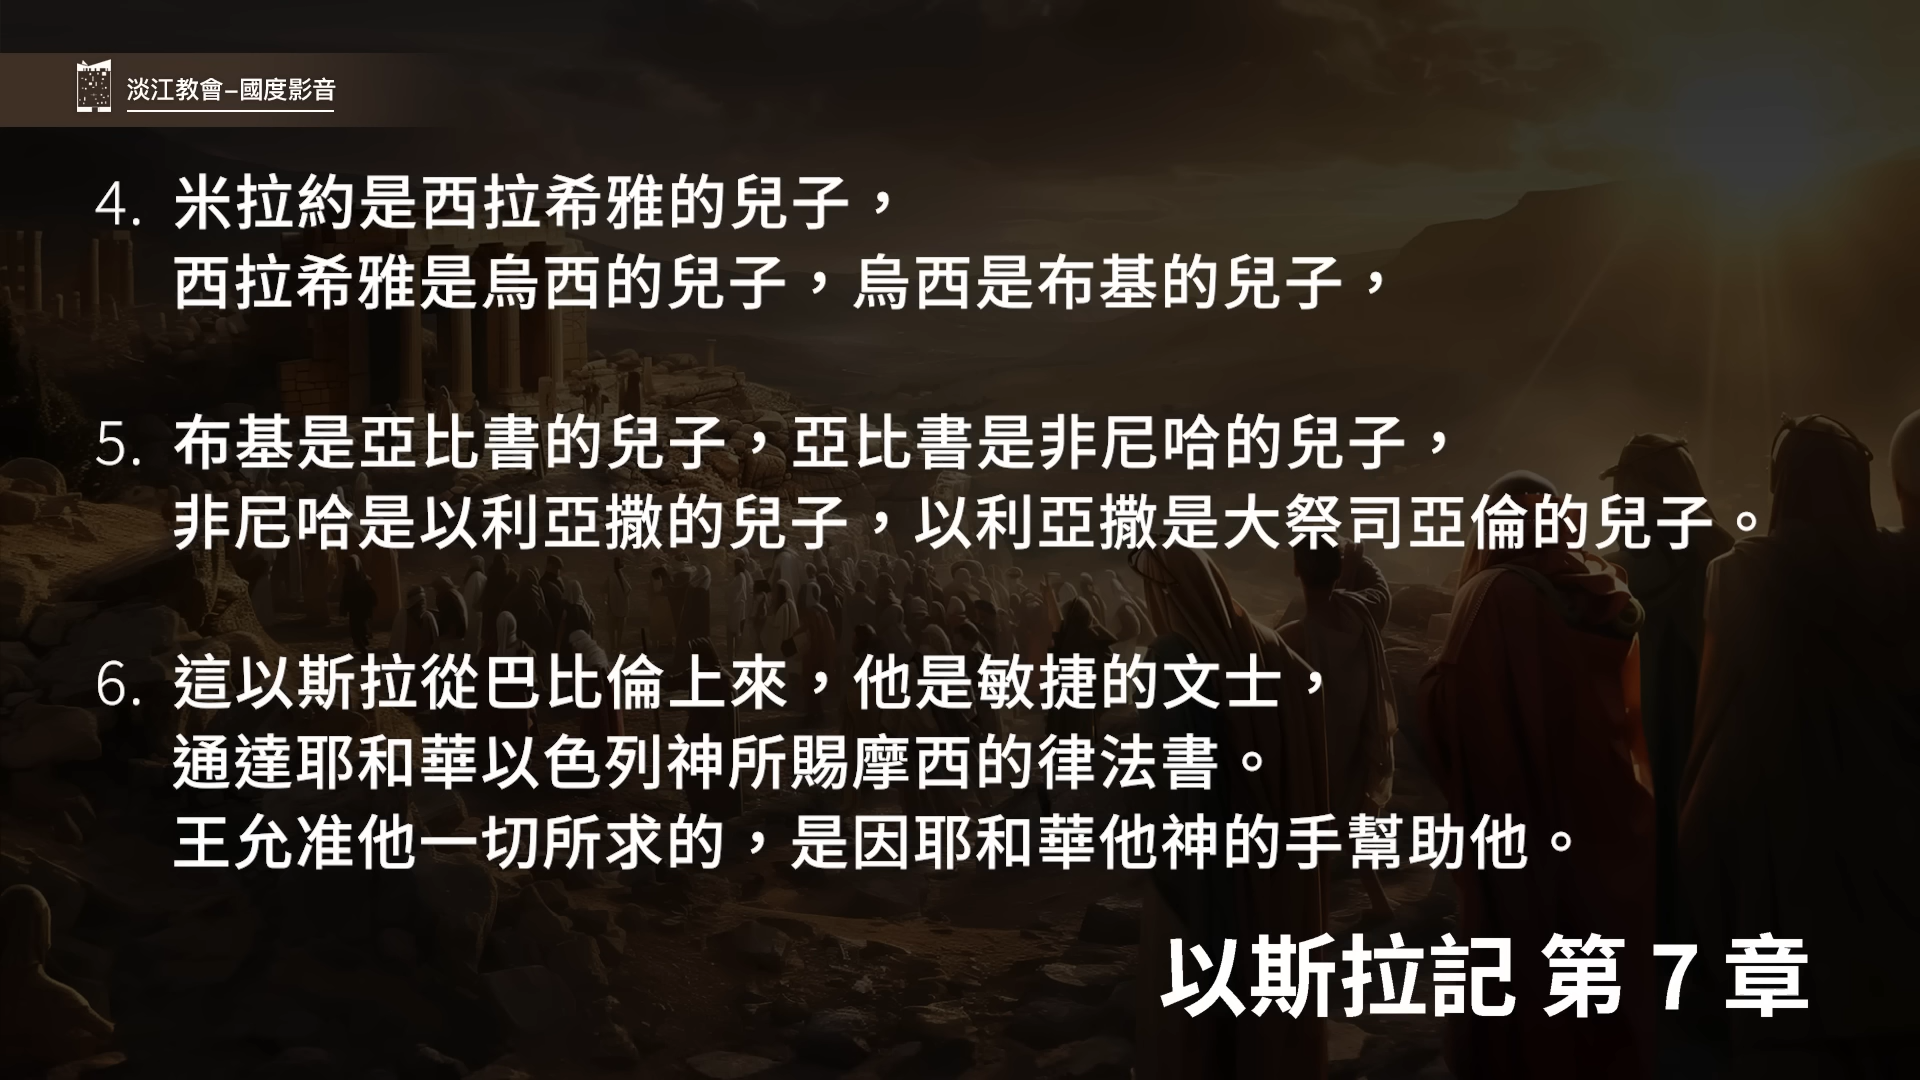 淡江教會–國度影音
4. 米拉約是西拉希雅的兒子，
西拉希雅是烏西的兒子，烏西是布基的兒子，
5. 布基是亞比書的兒子，亞比書是非尼哈的兒子，
非尼哈是以利亞撒的兒子，以利亞撒是大祭司亞倫的兒子。
6. 這以斯拉從巴比倫上來，他是敏捷的文士，
通達耶和華以色列神所賜摩西的律法書。
王允准他一切所求的，是因耶和華他神的手幫助他。
以斯拉記 第 7 章